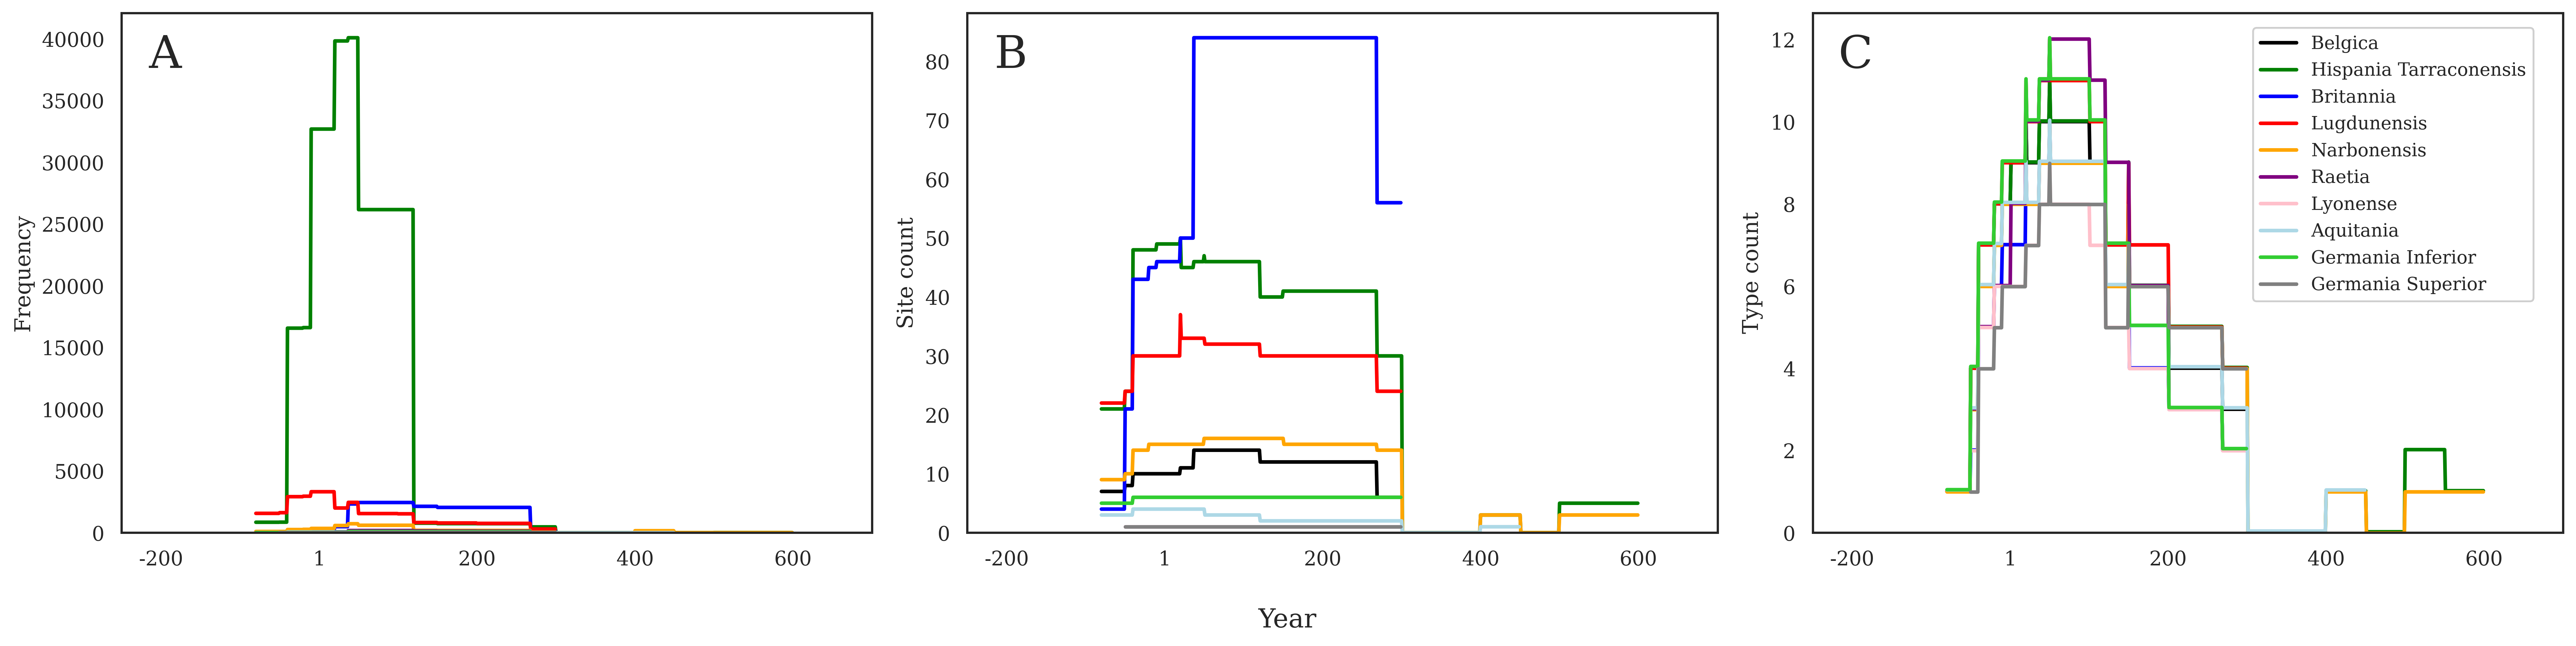 A
Frequency
40000
35000
30000
25000
20000
15000
10000
5000
0
-200 1 200 400 600
B
Site count
80
70
60
50
40
30
20
10
0
-200 1 200 400 600
Year
C
Type count
12
10
8
6
4
2
0
-200 1 200 400 600
Belgica
Hispania Tarraconensis
Britannia
Lugdunensis
Narbonensis
Raetia
Lyonense
Aquitania
Germania Inferior
Germania Superior